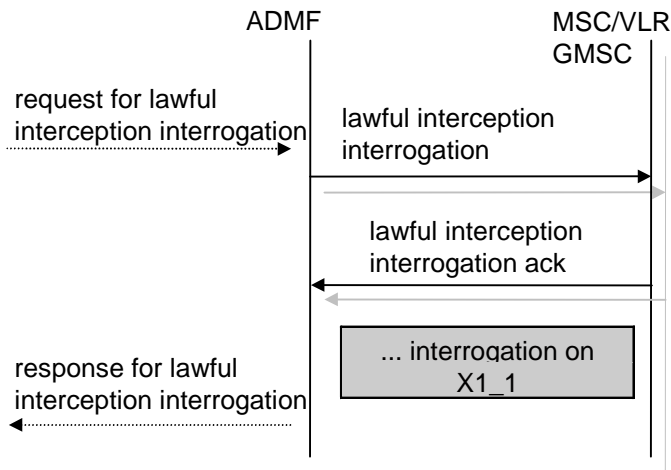 ADMF
MSC/VLR
GMSC
request for lawful
interception interrogation
lawful interception
interrogation
lawful interception
interrogation ack
... interrogation on
X1_1
response for lawful
interception interrogation